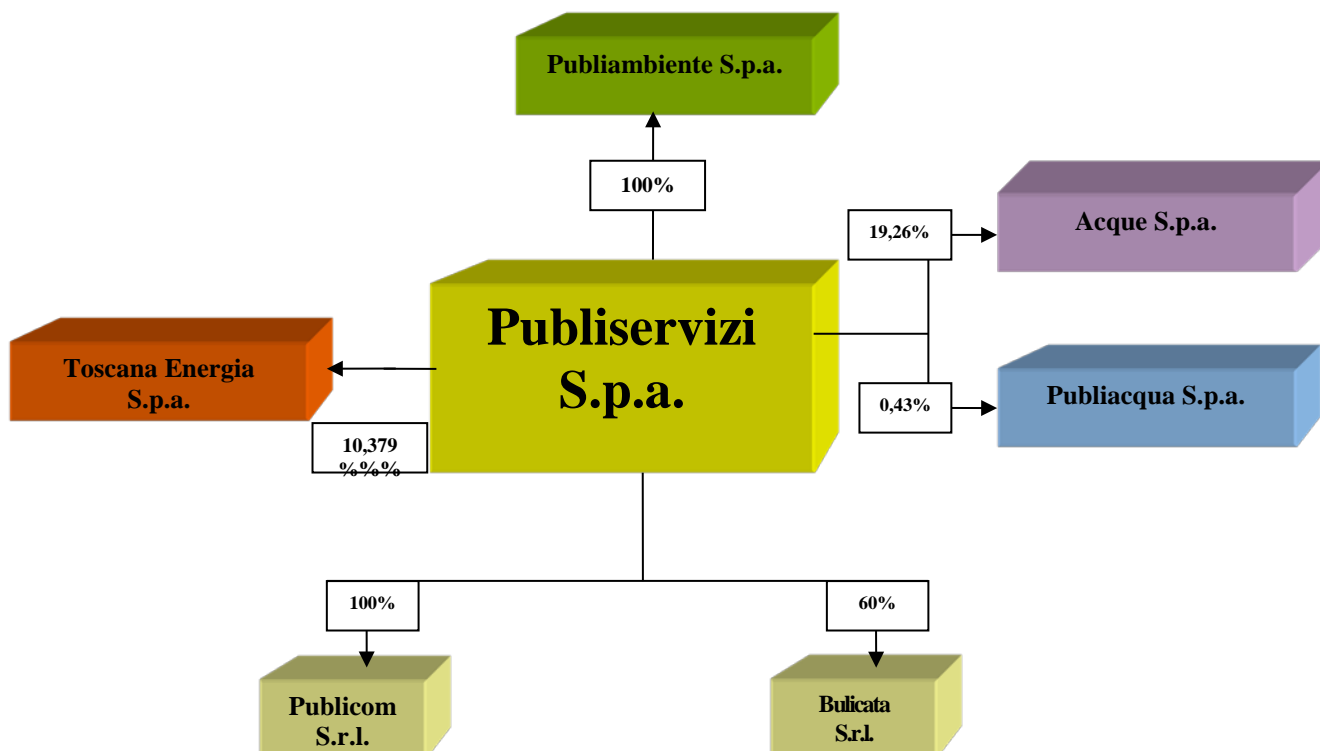 Publiambiente S.p.a.
100%
19,26%
Acque S.p.a.
Publiservizi
S.p.a.
Toscana Energia
S.p.a.
0,43%
Publiacqua S.p.a.
10,379
%%%
100%
60%
Publicom
S.r.l.
Bulicata
S.r.l.